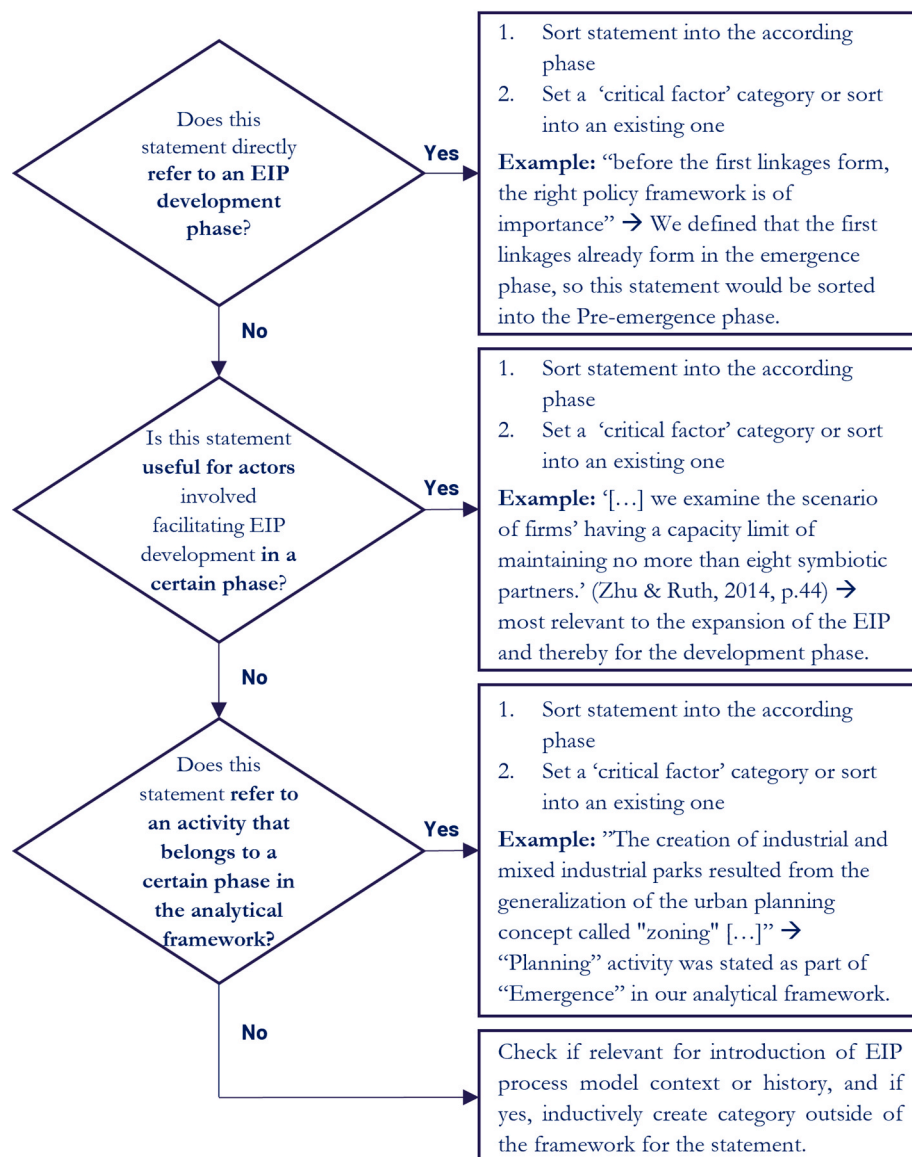 Does this
statement directly
refer to an EIP
development
phase?
Yes
1. Sort statement into the according
phase
2. Set a ‘critical factor’ category or sort
into an existing one
Example: “before the first linkages form,
the right policy framework is of
importance” → We defined that the first
linkages already form in the emergence
phase, so this statement would be sorted
into the Pre-emergence phase.
No
Is this statement
useful for actors
involved
facilitating EIP
development in a
certain phase?
Yes
1. Sort statement into the according
phase
2. Set a ‘critical factor’ category or sort
into an existing one
Example: ‘[…] we examine the scenario
of firms’ having a capacity limit of
maintaining no more than eight symbiotic
partners.’ (Zhu & Ruth, 2014, p.44) →
most relevant to the expansion of the EIP
and thereby for the development phase.
No
Does this
statement refer to
an activity that
belongs to a
certain phase in
the analytical
framework?
Yes
1. Sort statement into the according
phase
2. Set a ‘critical factor’ category or sort
into an existing one
Example: ”The creation of industrial and
mixed industrial parks resulted from the
generalization of the urban planning
concept called "zoning" […]” →
“Planning” activity was stated as part of
“Emergence” in our analytical framework.
No
Check if relevant for introduction of EIP
process model context or history, and if
yes, inductively create category outside of
the framework for the statement.